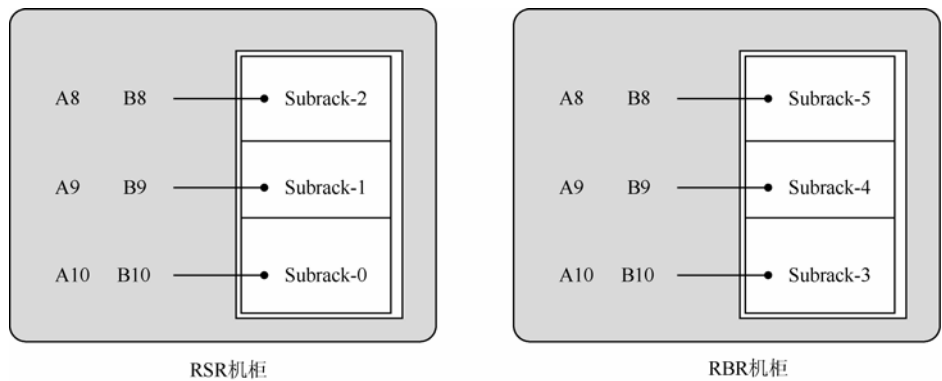 A8 B8 Subrack-2
A9 B9 Subrack-1
A10 B10 Subrack-0
RSR机柜
A8 B8 Subrack-5
A9 B9 Subrack-4
A10 B10 Subrack-3
RBR机柜